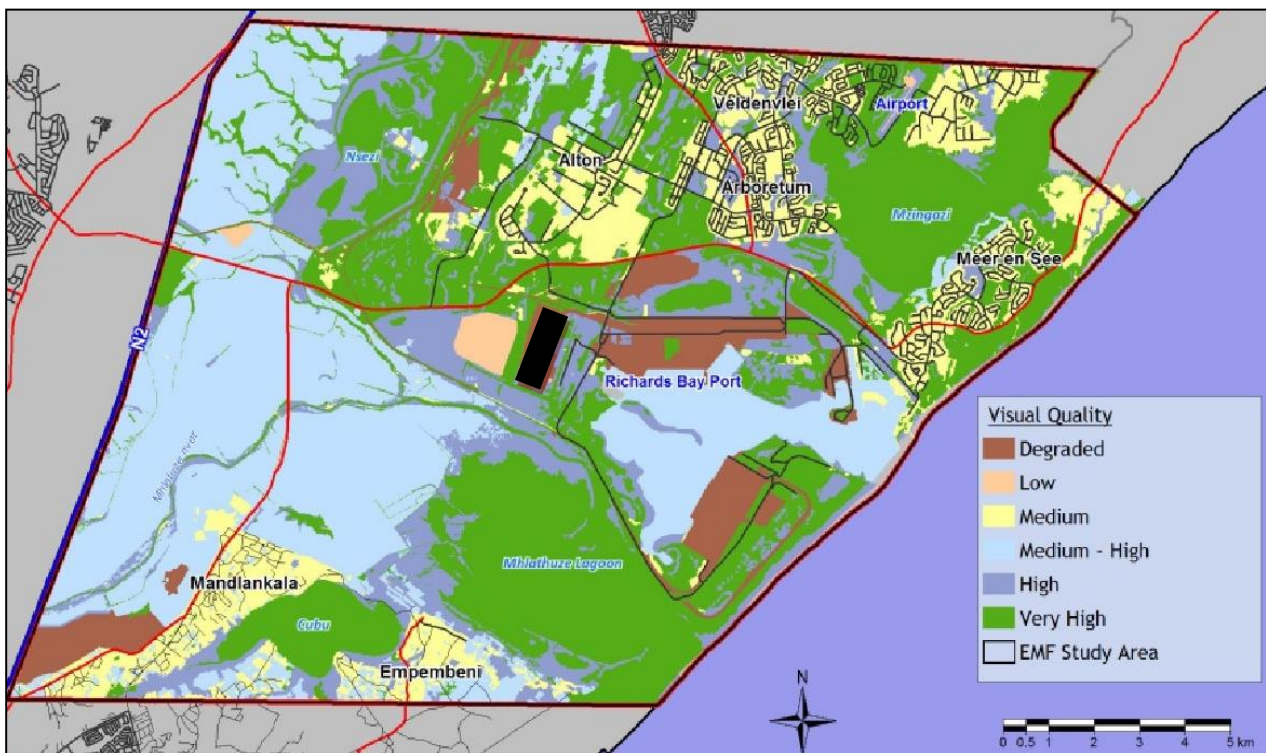 Veldenvlei
Airport
Nsezi
Alton
Arboretum
Mzingazi
Meer en See
N2
Richards Bay Port
Mhlathuze river
Mhlathuze Lagoon
Mandlankala
Cubu
Empembeni
Visual Quality
Degraded
Low
Medium
Medium - High
High
Very High
EMF Study Area
N
0 0.5 1 2 3 4 5 km